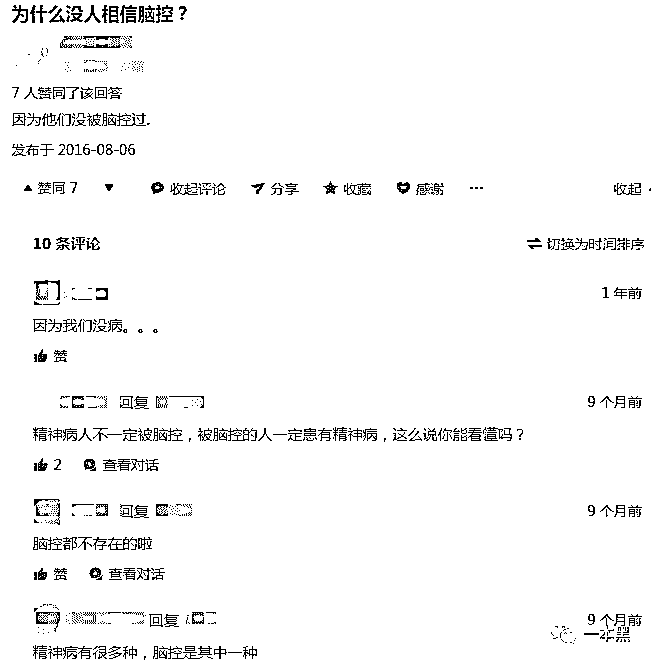 为什么没人相信脑控？
7 人赞同了该回答
因为他们没被脑控过.
发布于 2016-08-06
赞同 7 收起评论 分享 收藏 感谢 ··· 收起
10 条评论 切换为时间排序
1 年前
因为我们没病。。。
赞
回复 9 个月前
精神病人不一定被脑控，被脑控的人一定患有精神病，这么说你能看懂吗？
2 查看对话
回复 9 个月前
脑控都不存在的啦
赞 查看对话
回复 9 个月前
一本黑
精神病有很多种，脑控是其中一种